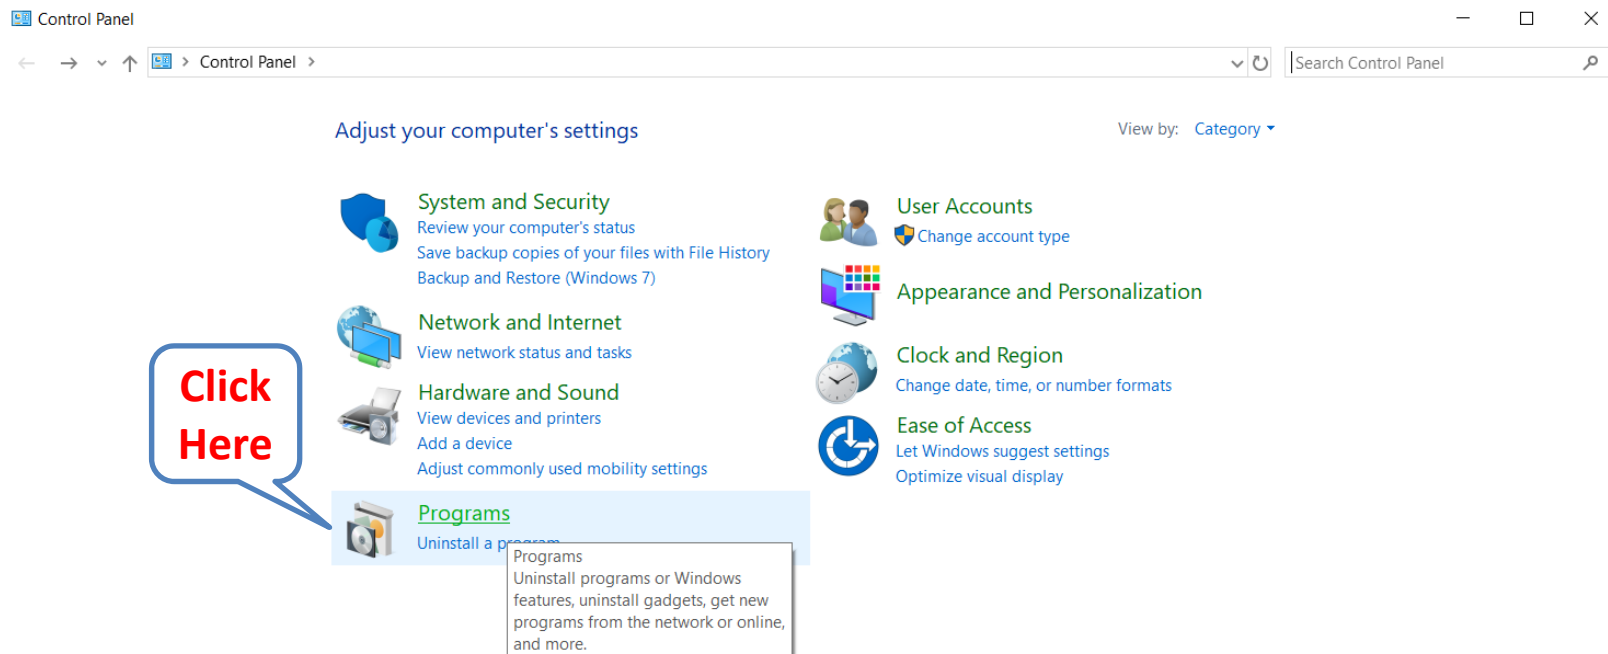 Control Panel
Control Panel
Search Control Panel
Adjust your computer's settings
View by: Category
System and Security
Review your computer's status
Save backup copies of your files with File History
Backup and Restore (Windows 7)
Network and Internet
View network status and tasks
Hardware and Sound
View devices and printers
Add a device
Adjust commonly used mobility settings
Programs
Uninstall a program
Programs
Uninstall programs or Windows
features, uninstall gadgets, get new
programs from the network or online,
and more.
User Accounts
Change account type
Appearance and Personalization
Clock and Region
Change date, time, or number formats
Ease of Access
Let Windows suggest settings
Optimize visual display
Click
Here